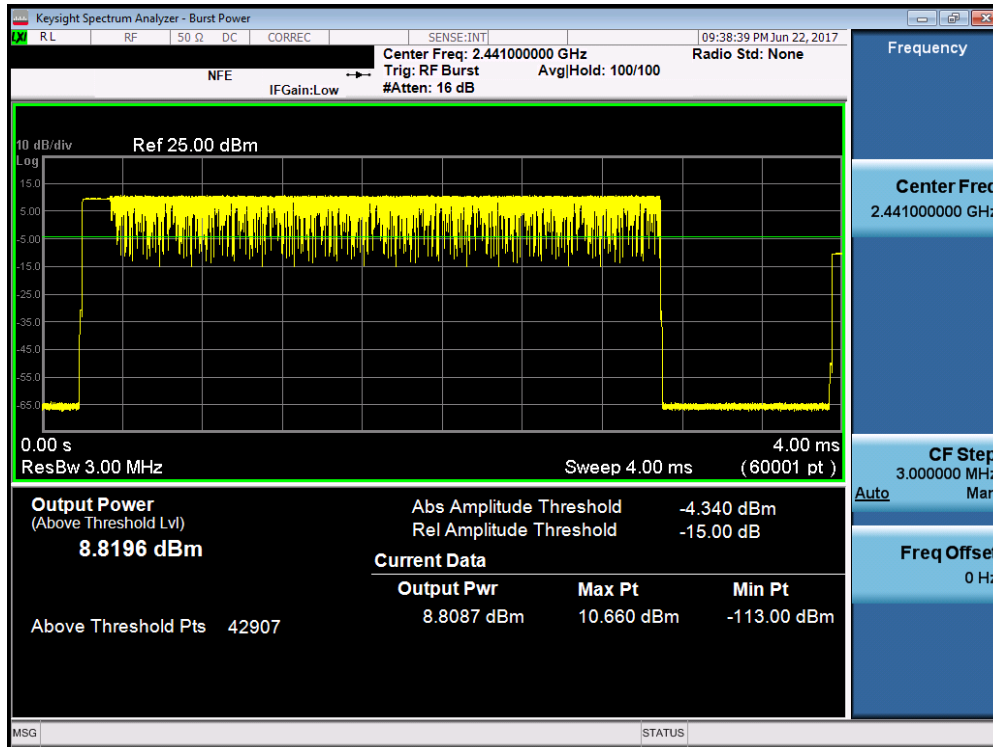 Keysight Spectrum Analyzer - Burst Power
LXI RL RF 50 Ω DC CORREC SENSE:INT 09:38:39 PM Jun 22, 2017
Center Freq: 2.441000000 GHz Radio Std: None
NFE Trig: RF Burst Avg|Hold: 100/100
IFGain:Low #Atten: 16 dB
Frequency
10 dB/div Ref 25.00 dBm
Log
15.0
5.00
-5.00
-15.0
-25.0
-35.0
-45.0
-55.0
-65.0
0.00 s 4.00 ms
ResBw 3.00 MHz Sweep 4.00 ms (60001 pt)
Output Power
(Above Threshold Lvl)
8.8196 dBm
Above Threshold Pts 42907
Abs Amplitude Threshold -4.340 dBm
Rel Amplitude Threshold -15.00 dB
Current Data
Output Pwr Max Pt Min Pt
8.8087 dBm 10.660 dBm -113.00 dBm
Center Freq
2.441000000 GHz
CF Step
3.000000 MHz
Auto Man
Freq Offset
0 Hz
MSG STATUS